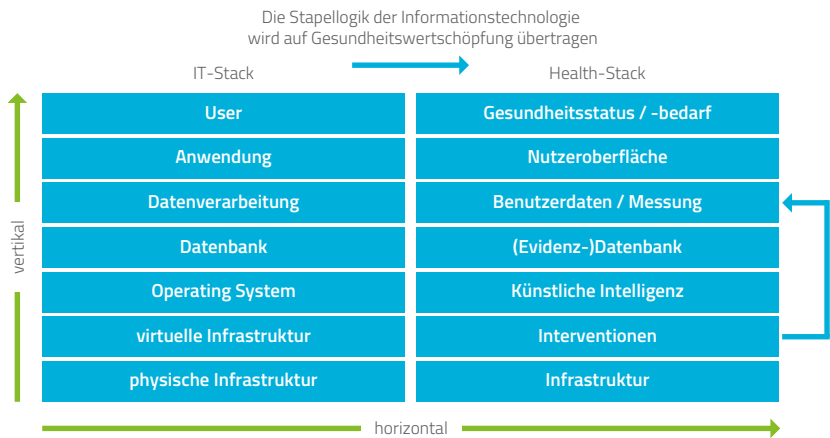 Die Stapellogik der Informationstechnologie
wird auf Gesundheitswertschöpfung übertragen
IT-Stack
Health-Stack
User
Gesundheitsstatus / -bedarf
Anwendung
Nutzeroberfläche
Datenverarbeitung
Benutzerdaten / Messung
Datenbank
(Evidenz-)Datenbank
Operating System
Künstliche Intelligenz
virtuelle Infrastruktur
Interventionen
physische Infrastruktur
Infrastruktur
vertikal
horizontal